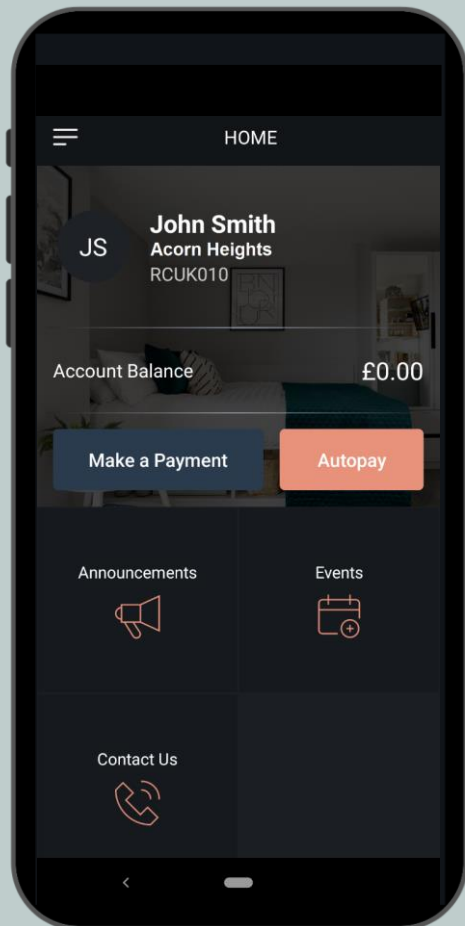 HOME
JS
John Smith
Acorn Heights
RCUK010
Account Balance £0.00
Make a Payment Autopay
Announcements Events
Contact Us